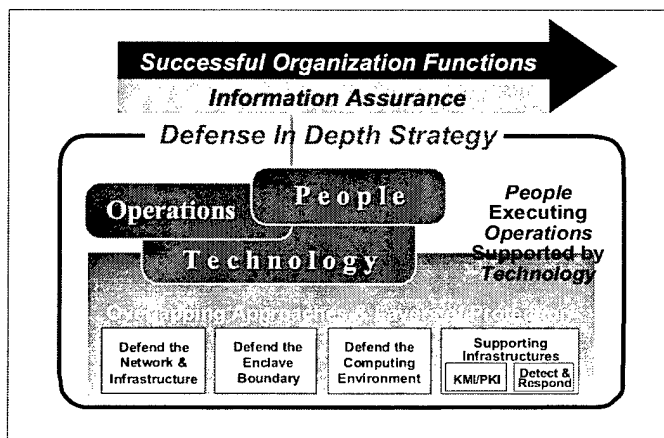 Successful Organization Functions
Information Assurance
Defense In Depth Strategy
Operations
People
Technology
People
Executing
Operations
Supported by
Technology
Overlapping Approaches & Layers of Protection
Defend the
Network &
Infrastructure
Defend the
Enclave
Boundary
Defend the
Computing
Environment
Supporting
Infrastructures
KMI/PKI
Detect &
Respond